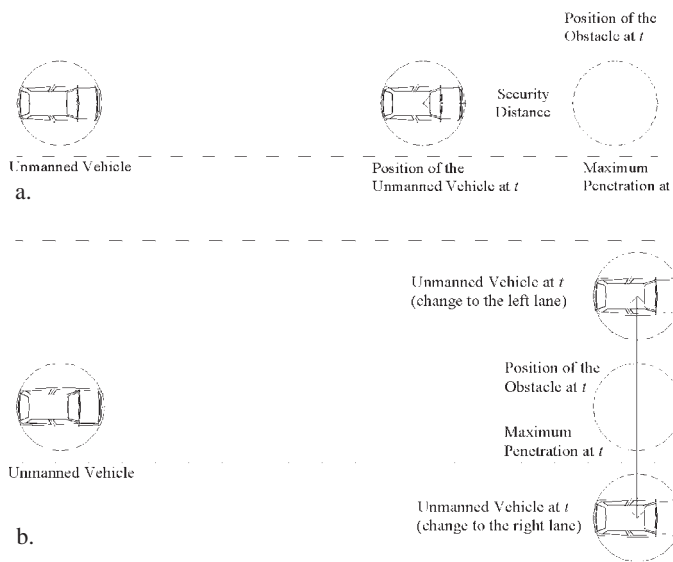 Position of the
Obstacle at t
Security
Distance
Unmanned Vehicle
Position of the
Unmanned Vehicle at t
Maximum
Penetration at
a.
Unmanned Vehicle at t
(change to the left lane)
Position of the
Obstacle at t
Maximum
Penetration at t
Unmanned Vehicle
Unmanned Vehicle at t
(change to the right lane)
b.